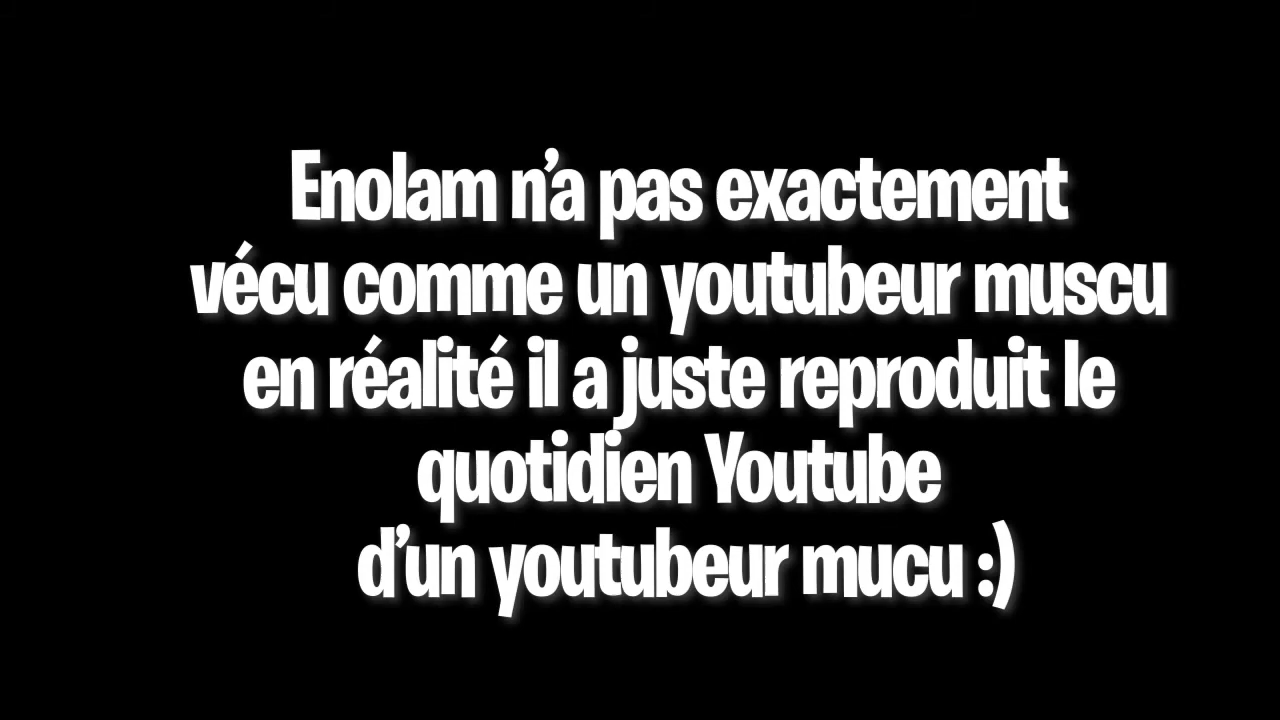 Enolam n'a pas exactement
vécu comme un youtubeur muscu
en réalité il a juste reproduit le
quotidien Youtube
d'un youtubeur mucu :)